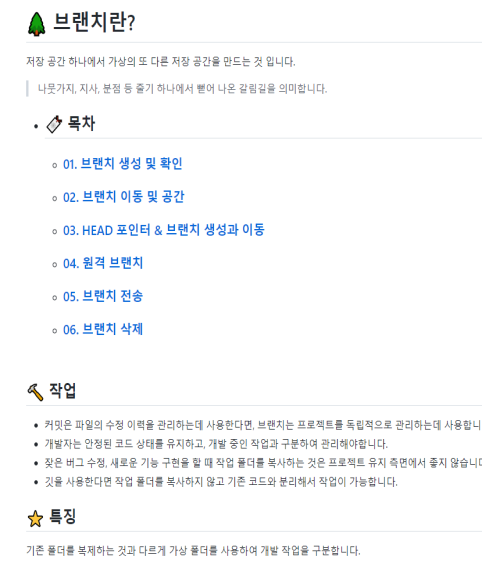 브랜치란?
저장 공간 하나에서 가상의 또 다른 저장 공간을 만드는 것 입니다.
나뭇가지, 지사, 분점 등 줄기 하나에서 뻗어 나온 갈림길을 의미합니다.
목차
01. 브랜치 생성 및 확인
02. 브랜치 이동 및 공간
03. HEAD 포인터 & 브랜치 생성과 이동
04. 원격 브랜치
05. 브랜치 전송
06. 브랜치 삭제
작업
커밋은 파일의 수정 이력을 관리하는데 사용한다면, 브랜치는 프로젝트를 독립적으로 관리하는데 사용합니
개발자는 안정된 코드 상태를 유지하고, 개발 중인 작업과 구분하여 관리해야합니다.
잦은 버그 수정, 새로운 기능 구현을 할 때 작업 폴더를 복사하는 것은 프로젝트 유지 측면에서 좋지 않습니다
깃을 사용한다면 작업 폴더를 복사하지 않고 기존 코드와 분리해서 작업이 가능합니다.
특징
기존 폴더를 복제하는 것과 다르게 가상 폴더를 사용하여 개발 작업을 구분합니다.